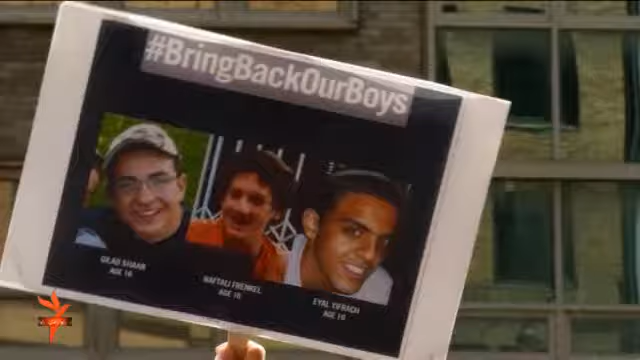 #BringBackOurBoys
GILAD SHAAR
AGE 16
NAFTALI FRENKEL
AGE 16
EYAL YIFRACH
AGE 19